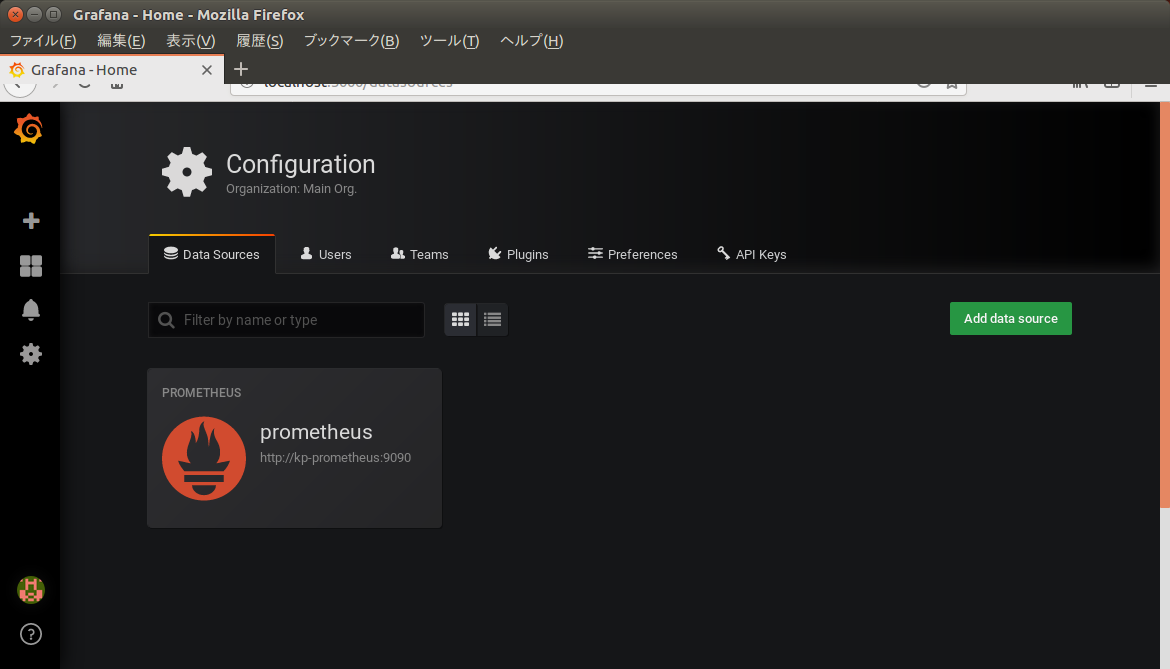 Grafana - Home - Mozilla Firefox
ファイル(F) 編集(E) 表示(V) 履歴(S) ブックマーク(B) ツール(T) ヘルプ(H)
Grafana - Home
localhost:3000/datasources
Configuration
Organization: Main Org.
Data Sources Users Teams Plugins Preferences API Keys
Filter by name or type
Add data source
PROMETHEUS
prometheus
http://kp-prometheus:9090
?